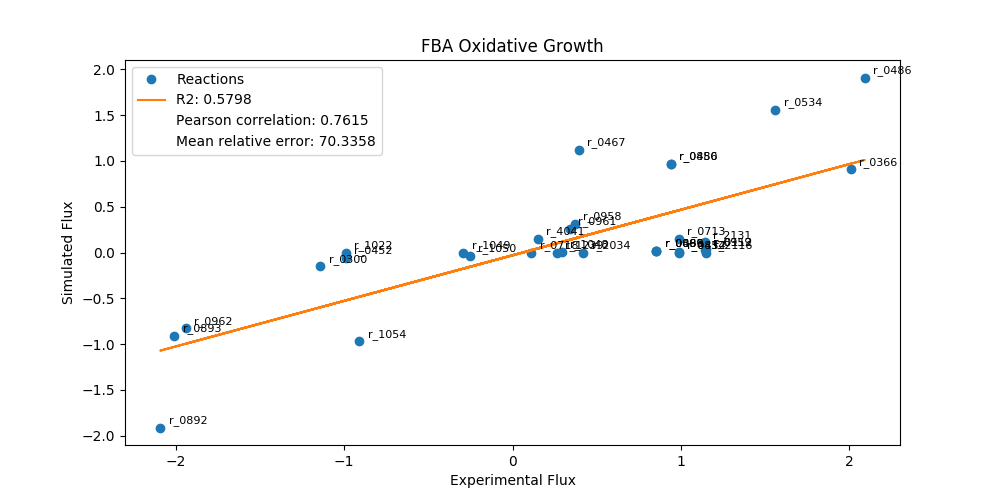 FBA Oxidative Growth
Reactions
R2: 0.5798
Pearson correlation: 0.7615
Mean relative error: 70.3358
r_0486
r_0534
r_0467
r_0366
r_0958
r_0961
r_4041
r_0713
r_2131
r_1022
r_0452
r_0300
r_1049
r_1050
r_2034
r_0962
r_0893
r_1054
r_0892
2.0
1.5
1.0
0.5
0.0
−0.5
−1.0
−1.5
−2.0
−2
−1
0
1
2
Simulated Flux
Experimental Flux